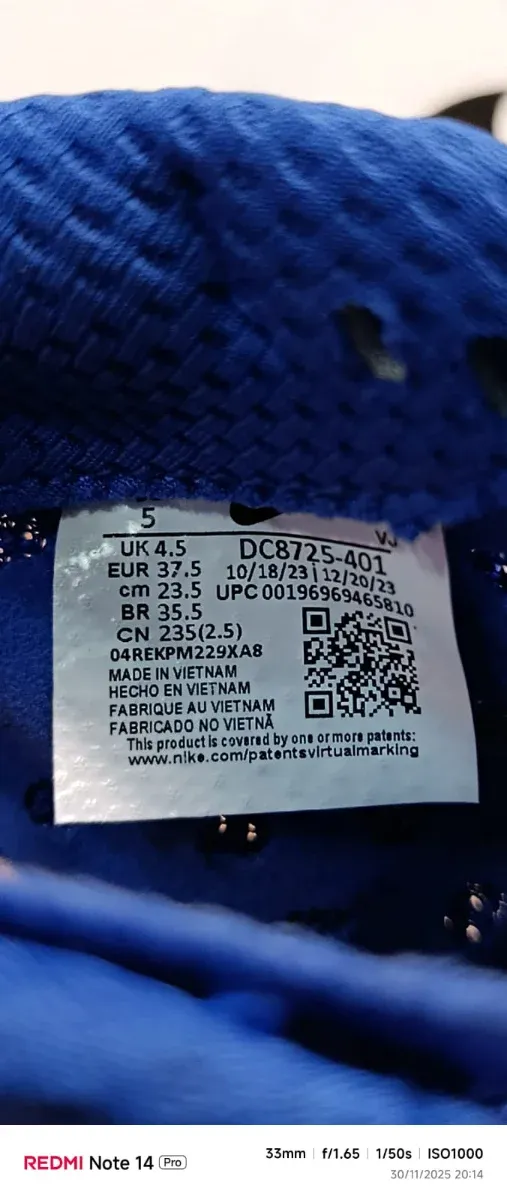 5
VJ
UK 4.5 DC8725-401
EUR 37.5 10/18/23 | 12/20/23
cm 23.5 UPC 00196969465810
BR 35.5
CN 235(2.5)
04REKPM229XA8
MADE IN VIETNAM
HECHO EN VIETNAM
FABRIQUE AU VIETNAM
FABRICADO NO VIETNÃ
This product is covered by one or more patents:
www.nike.com/patentsvirtualmarking
REDMI Note 14 Pro
33mm | f/1.65 | 1/50s | ISO1000
30/11/2025 20:14